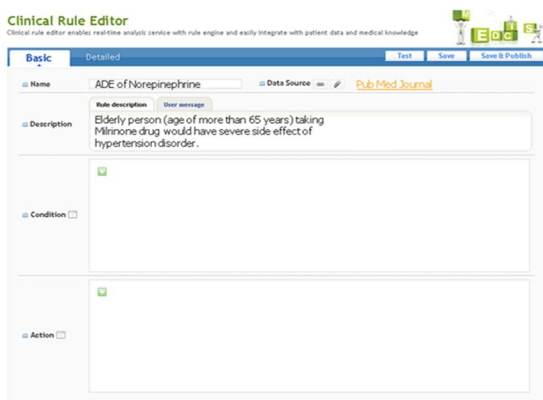 Clinical Rule Editor
Clinical rule editor enables real-time analysis service with rule engine and easily integrate with patient data and medical knowledge
M
EDCIS
Basic Detailed Test Save Save & Publish
Name ADE of Norepinephrine Data Source Pub Med Journal
Rule description User message
Description
Elderly person (age of more than 65 years) taking
Milrinone drug would have severe side effect of
hypertension disorder.
Condition
Action